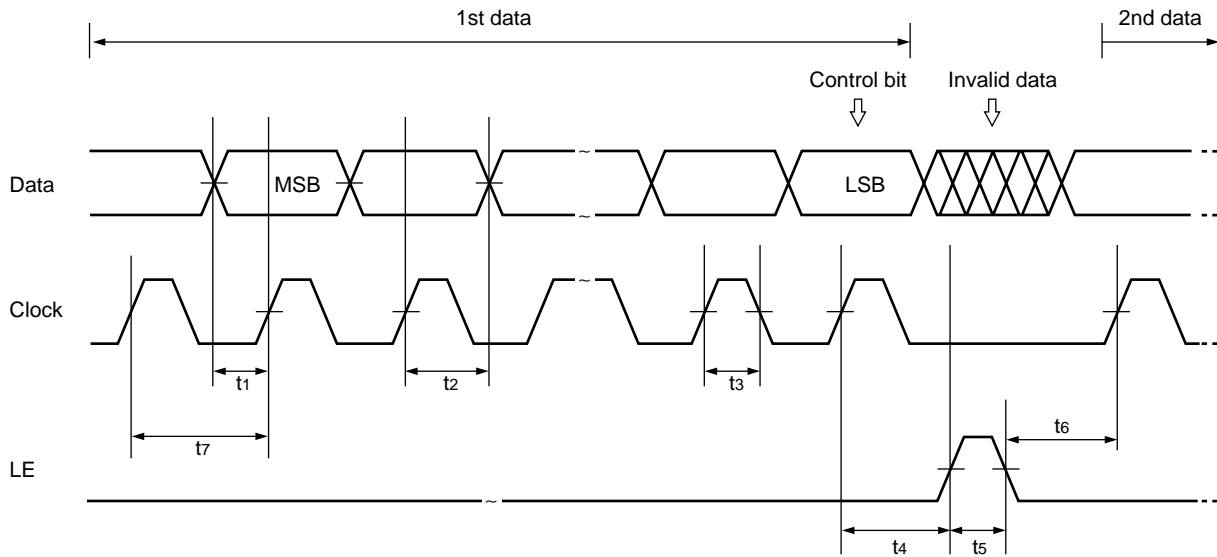 1st data
2nd data
Control bit
Invalid data
Data
MSB
LSB
Clock
t1
t2
t3
t7
t6
LE
t4
t5